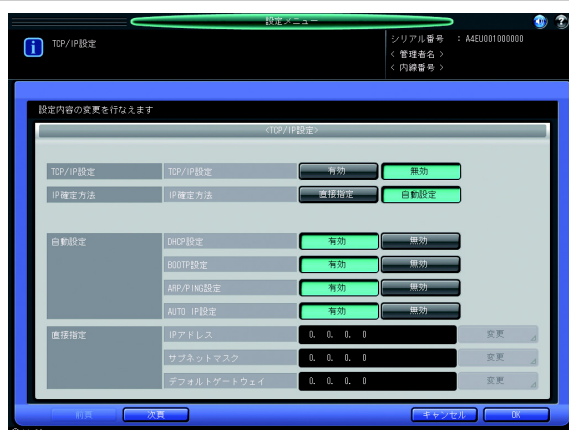 設定メニュー
TCP/IP設定
シリアル番号 : A4EU001000000
< 管理者名 >
< 内線番号 >
設定内容の変更を行なえます
<TCP/IP設定>
TCP/IP設定 TCP/IP設定 有効 無効
IP確定方法 IP確定方法 直接指定 自動設定
自動設定 DHCP設定 有効 無効
BOOTP設定 有効 無効
ARP/PING設定 有効 無効
AUTO IP設定 有効 無効
直接指定 IPアドレス 0. 0. 0. 0 変更
サブネットマスク 0. 0. 0. 0 変更
デフォルトゲートウェイ 0. 0. 0. 0 変更
前頁 次頁 キャンセル OK